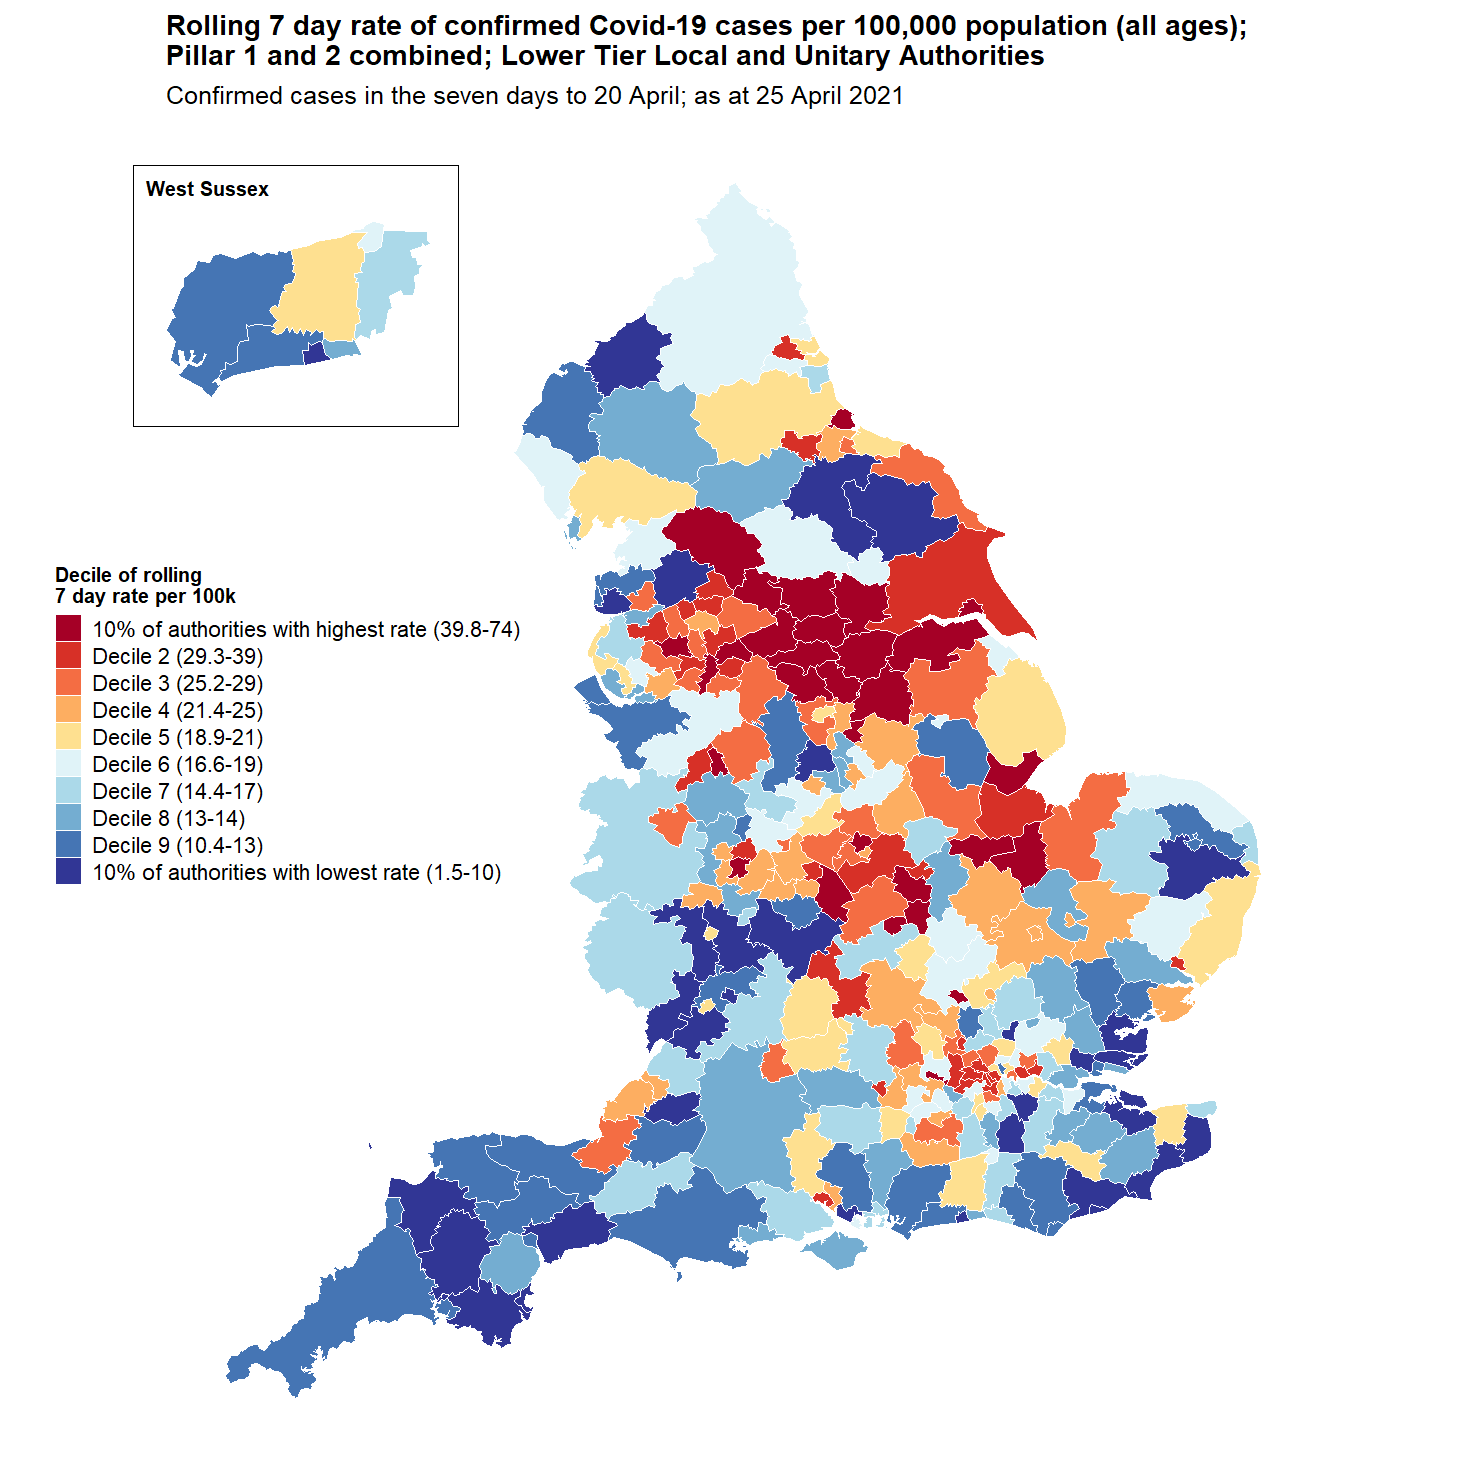 Rolling 7 day rate of confirmed Covid-19 cases per 100,000 population (all ages);
Pillar 1 and 2 combined; Lower Tier Local and Unitary Authorities
Confirmed cases in the seven days to 20 April; as at 25 April 2021
West Sussex
Decile of rolling
7 day rate per 100k
10% of authorities with highest rate (39.8-74)
Decile 2 (29.3-39)
Decile 3 (25.2-29)
Decile 4 (21.4-25)
Decile 5 (18.9-21)
Decile 6 (16.6-19)
Decile 7 (14.4-17)
Decile 8 (13-14)
Decile 9 (10.4-13)
10% of authorities with lowest rate (1.5-10)